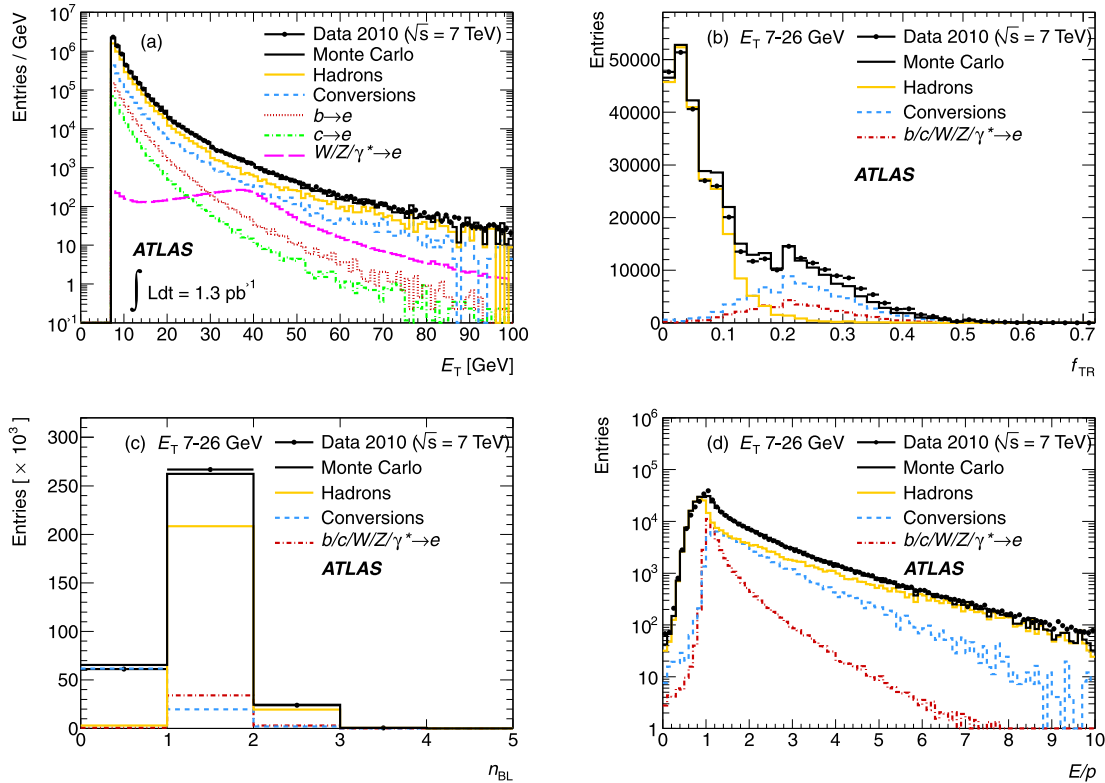 Entries / GeV
10^7
10^6
10^5
10^4
10^3
10^2
10
1
10^-1
(a)
Data 2010 (√s = 7 TeV)
Monte Carlo
Hadrons
Conversions
b→e
c→e
W/Z/γ*→e
ATLAS
∫ Ldt = 1.3 pb^-1
0 10 20 30 40 50 60 70 80 90 100
E_T [GeV]
Entries
50000
40000
30000
20000
10000
0
(b) E_T 7-26 GeV
Data 2010 (√s = 7 TeV)
Monte Carlo
Hadrons
Conversions
b/c/W/Z/γ*→e
ATLAS
0 0.1 0.2 0.3 0.4 0.5 0.6 0.7
f_TR
Entries [ × 10^3 ]
300
250
200
150
100
50
0
(c) E_T 7-26 GeV
Data 2010 (√s = 7 TeV)
Monte Carlo
Hadrons
Conversions
b/c/W/Z/γ*→e
ATLAS
0 1 2 3 4 5
n_BL
Entries
10^6
10^5
10^4
10^3
10^2
10
1
E_T 7-26 GeV (d)
Data 2010 (√s = 7 TeV)
Monte Carlo
Hadrons
Conversions
b/c/W/Z/γ*→e
ATLAS
0 1 2 3 4 5 6 7 8 9 10
E/p